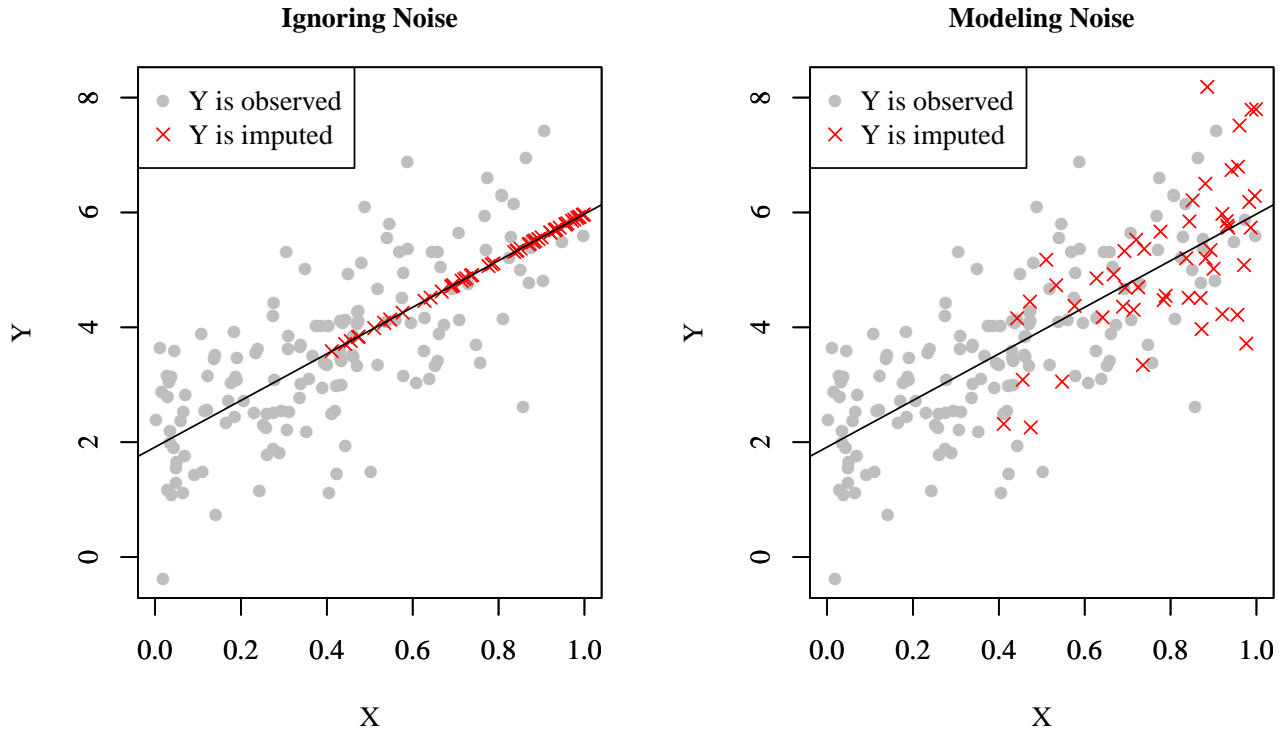 Ignoring Noise
Y is observed
Y is imputed
Y
8
6
4
2
0
0.0 0.2 0.4 0.6 0.8 1.0
X
Modeling Noise
Y is observed
Y is imputed
Y
8
6
4
2
0
0.0 0.2 0.4 0.6 0.8 1.0
X